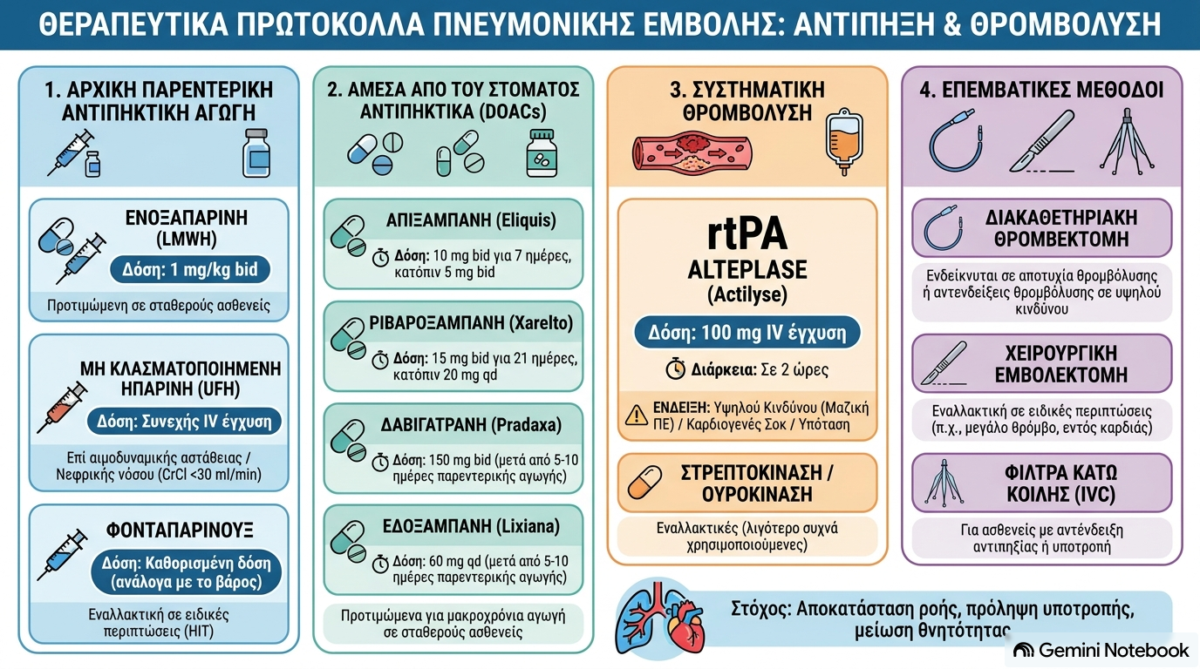 ΘΕΡΑΠΕΥΤΙΚΑ ΠΡΩΤΟΚΟΛΛΑ ΠΝΕΥΜΟΝΙΚΗΣ ΕΜΒΟΛΗΣ: ΑΝΤΙΠΗΞΗ & ΘΡΟΜΒΟΛΥΣΗ
1. ΑΡΧΙΚΗ ΠΑΡΕΝΤΕΡΙΚΗ
ΑΝΤΙΠΗΚΤΙΚΗ ΑΓΩΓΗ
ΕΝΟΞΑΠΑΡΙΝΗ
(LMWH)
Δόση: 1 mg/kg bid
Προτιμώμενη σε σταθερούς ασθενείς
ΜΗ ΚΛΑΣΜΑΤΟΠΟΙΗΜΕΝΗ
ΗΠΑΡΙΝΗ (UFH)
Δόση: Συνεχής IV έγχυση
Επί αιμοδυναμικής αστάθειας /
Νεφρικής νόσου (CrCl <30 ml/min)
ΦΟΝΤΑΠΑΡΙΝΟΥΞ
Δόση: Καθορισμένη δόση
(ανάλογα με το βάρος)
Εναλλακτική σε ειδικές
περιπτώσεις (HIT)
2. ΑΜΕΣΑ ΑΠΟ ΤΟΥ ΣΤΟΜΑΤΟΣ
ΑΝΤΙΠΗΚΤΙΚΑ (DOACs)
ΑΠΙΞΑΜΠΑΝΗ (Eliquis)
Δόση: 10 mg bid για 7 ημέρες,
κατόπιν 5 mg bid
ΡΙΒΑΡΟΞΑΜΠΑΝΗ (Xarelto)
Δόση: 15 mg bid για 21 ημέρες,
κατόπιν 20 mg qd
ΔΑΒΙΓΑΤΡΑΝΗ (Pradaxa)
Δόση: 150 mg bid (μετά από 5-10
ημέρες παρεντερικής αγωγής)
ΕΔΟΞΑΜΠΑΝΗ (Lixiana)
Δόση: 60 mg qd (μετά από 5-10
ημέρες παρεντερικής αγωγής)
Προτιμώμενα για μακροχρόνια αγωγή
σε σταθερούς ασθενείς
3. ΣΥΣΤΗΜΑΤΙΚΗ
ΘΡΟΜΒΟΛΥΣΗ
rtPA
ALTEPLASE
(Actilyse)
Δόση: 100 mg IV έγχυση
Διάρκεια: Σε 2 ώρες
ΕΝΔΕΙΞΗ: Υψηλού Κινδύνου (Μαζική
ΠΕ) / Καρδιογενές Σοκ / Υπόταση
ΣΤΡΕΠΤΟΚΙΝΑΣΗ /
ΟΥΡΟΚΙΝΑΣΗ
Εναλλακτικές (λιγότερο συχνά
χρησιμοποιούμενες)
4. ΕΠΕΜΒΑΤΙΚΕΣ ΜΕΘΟΔΟΙ
ΔΙΑΚΑΘΕΤΗΡΙΑΚΗ
ΘΡΟΜΒΕΚΤΟΜΗ
Ενδείκνυται σε αποτυχία θρομβόλυσης
ή αντενδείξεις θρομβόλυσης σε υψηλού
κινδύνου
ΧΕΙΡΟΥΡΓΙΚΗ
ΕΜΒΟΛΕΚΤΟΜΗ
Εναλλακτική σε ειδικές περιπτώσεις
(π.χ., μεγάλο θρόμβο, εντός καρδιάς)
ΦΙΛΤΡΑ ΚΑΤΩ
ΚΟΙΛΗΣ (IVC)
Για ασθενείς με αντένδειξη
αντιπηξίας ή υποτροπή
Στόχος: Αποκατάσταση ροής, πρόληψη υποτροπής,
μείωση θνητότητας
Gemini Notebook